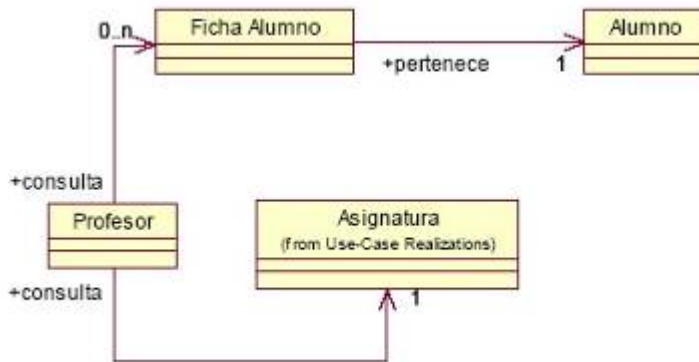 0..n
Ficha Alumno
Alumno
+pertenece
1
+consulta
Profesor
Asignatura
(from Use-Case Realizations)
+consulta
1